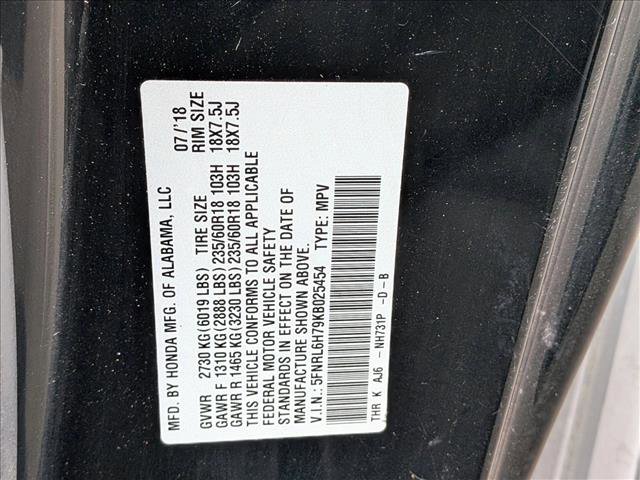 MFD. BY HONDA MFG. OF ALABAMA, LLC 07/'18
GVWR 2730 KG(6019 LBS) TIRE SIZE RIM SIZE
GAWR F 1310 KG(2888 LBS) 235/60R18 103H 18X7.5J
GAWR R 1465 KG(3230 LBS) 235/60R18 103H 18X7.5J
THIS VEHICLE CONFORMS TO ALL APPLICABLE
FEDERAL MOTOR VEHICLE SAFETY
STANDARDS IN EFFECT ON THE DATE OF
MANUFACTURE SHOWN ABOVE.
V.I.N.: 5FNRL6H79KB025454 TYPE: MPV
THR K AJ6 - NH731P -D-B